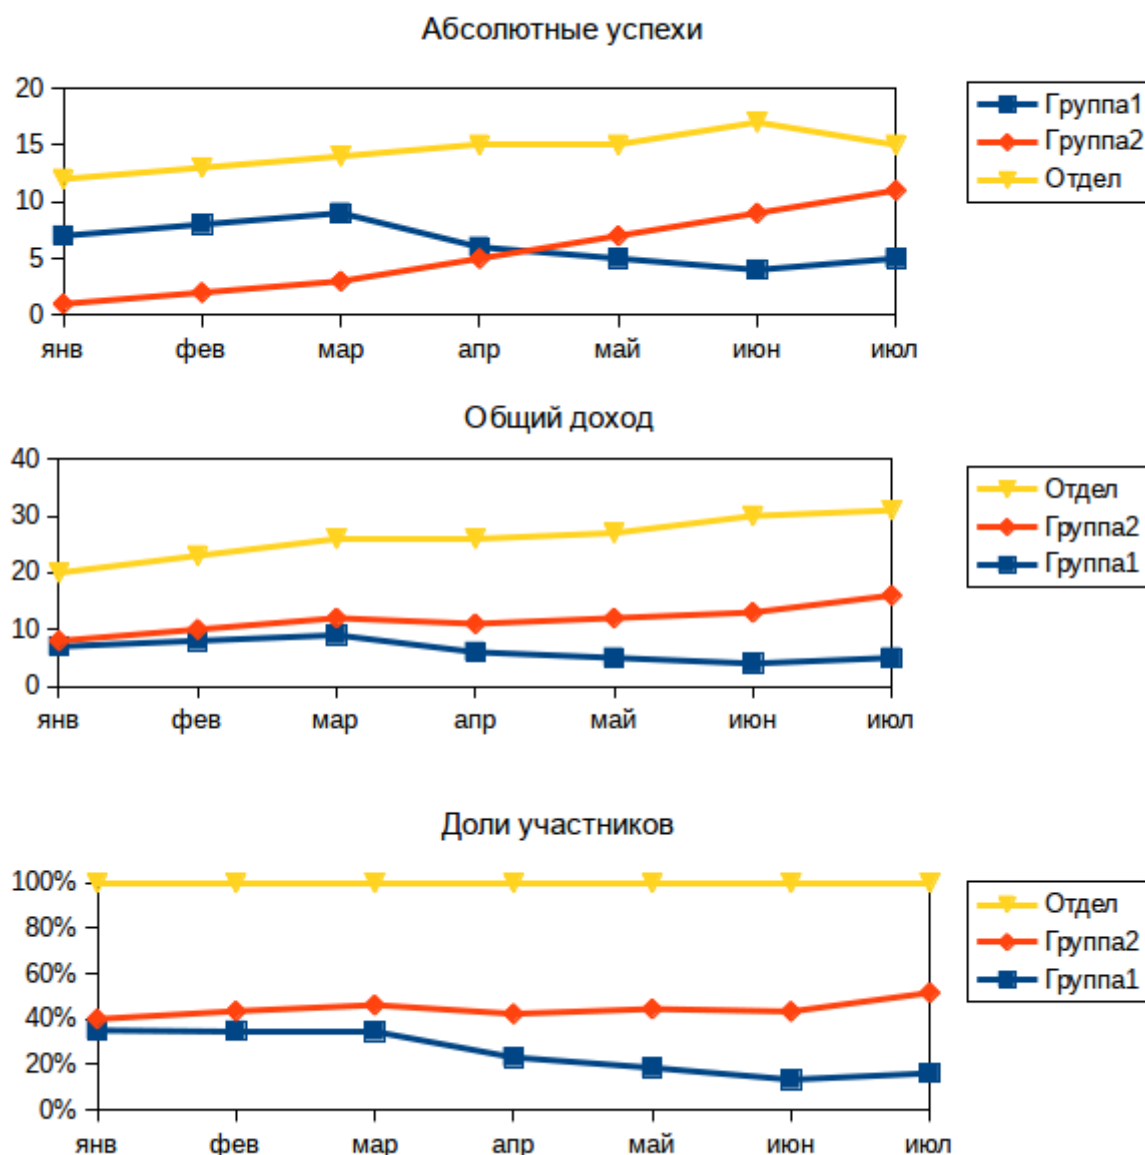 Абсолютные успехи
20
15
10
5
0
янв фев мар апр май июн июл
Группа1
Группа2
Отдел
Общий доход
40
30
20
10
0
янв фев мар апр май июн июл
Отдел
Группа2
Группа1
Доли участников
100%
80%
60%
40%
20%
0%
янв фев мар апр май июн июл
Отдел
Группа2
Группа1